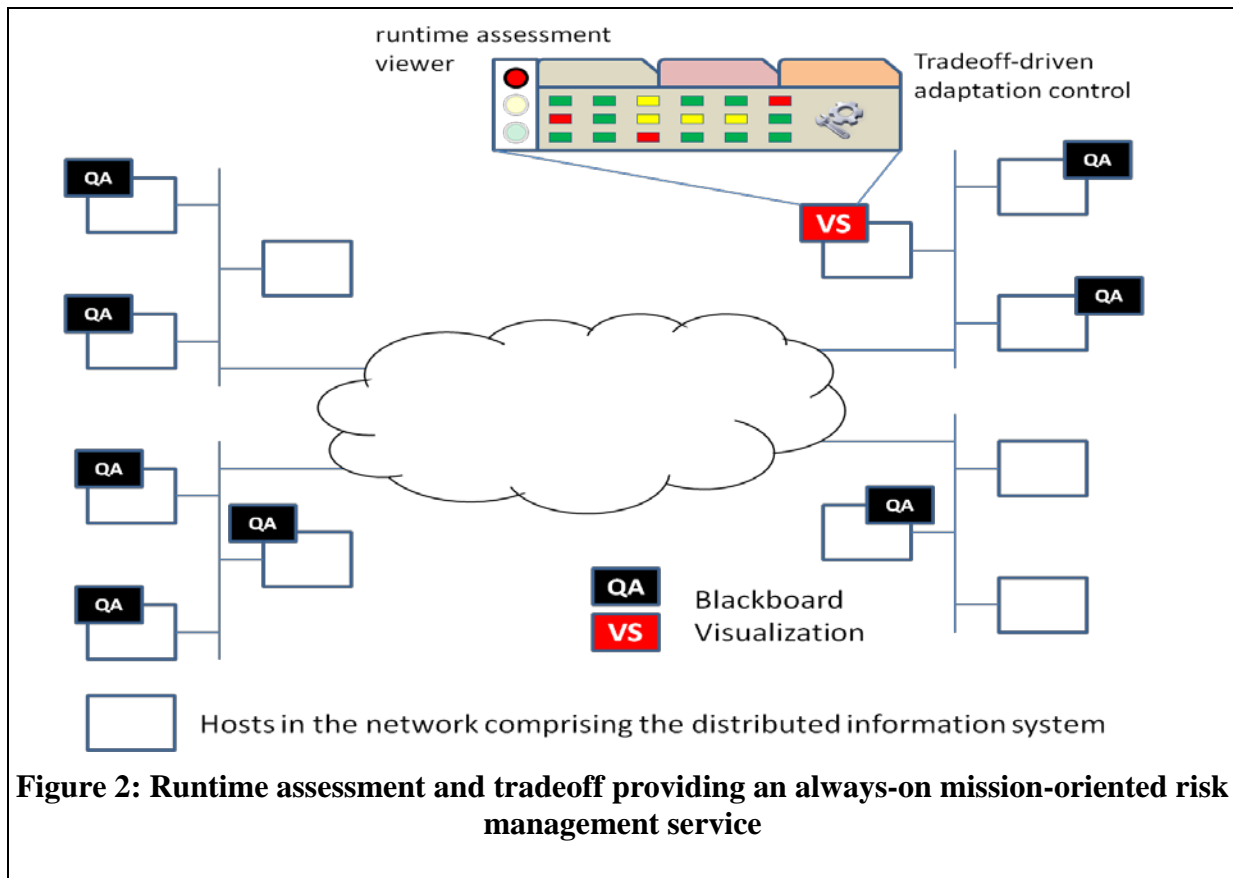 runtime assessment
viewer
Tradeoff-driven
adaptation control
QA
QA
VS
QA
QA
QA
QA
QA
QA
QA
Blackboard
VS
Visualization
Hosts in the network comprising the distributed information system
Figure 2: Runtime assessment and tradeoff providing an always-on mission-oriented risk
management service